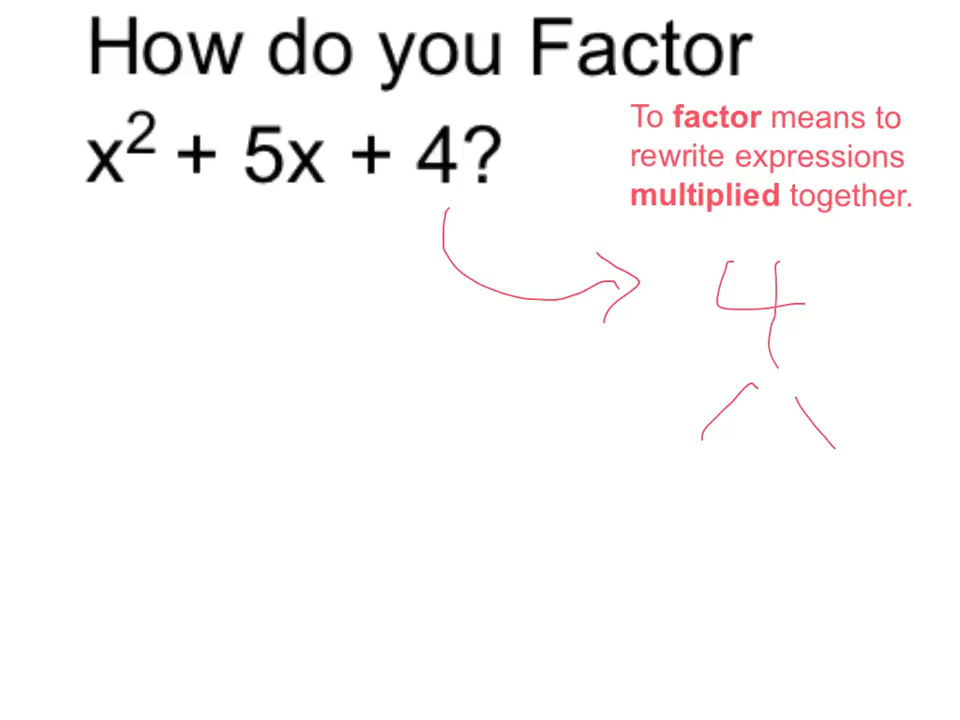 How do you Factor
x² + 5x + 4?
To factor means to
rewrite expressions
multiplied together.
4